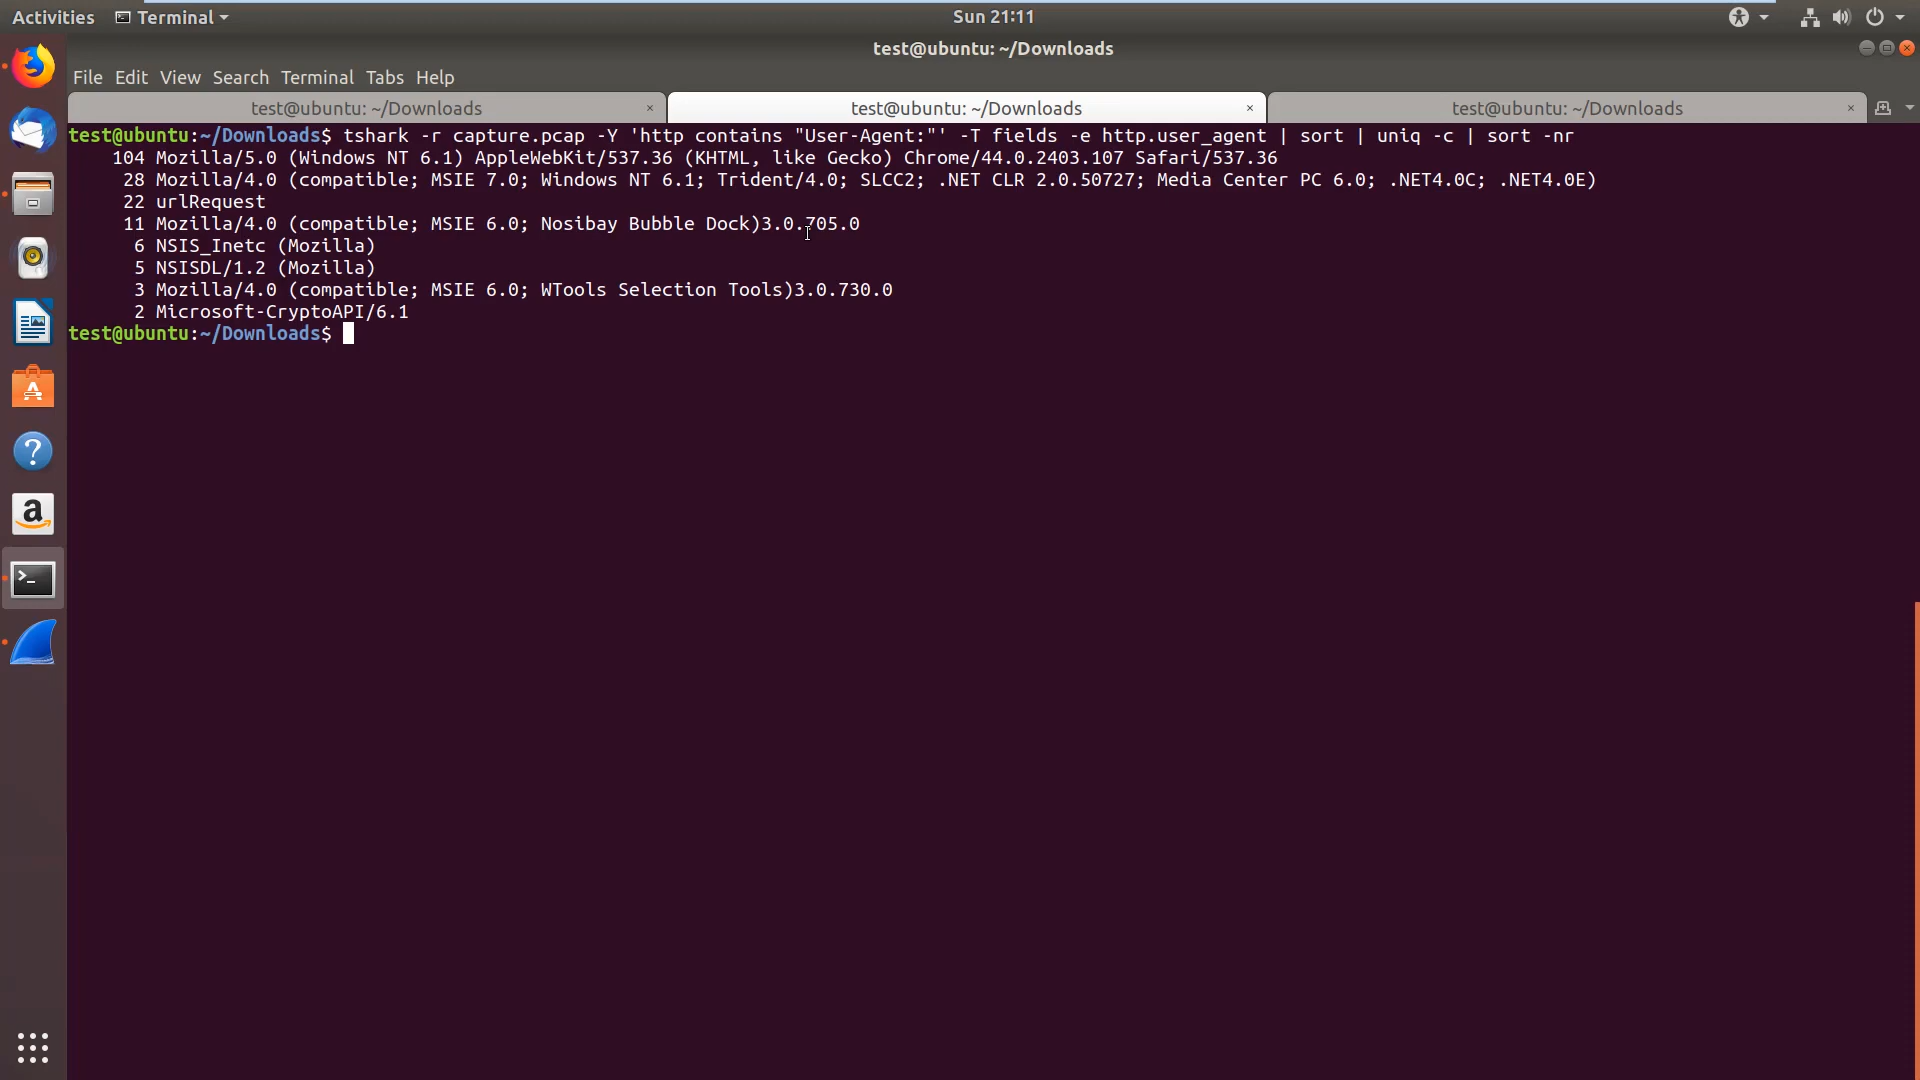 Activities Terminal Sun 21:11
test@ubuntu: ~/Downloads
File Edit View Search Terminal Tabs Help
test@ubuntu: ~/Downloads × test@ubuntu: ~/Downloads × test@ubuntu: ~/Downloads ×
test@ubuntu:~/Downloads$ tshark -r capture.pcap -Y 'http contains "User-Agent:"' -T fields -e http.user_agent | sort | uniq -c | sort -nr
104 Mozilla/5.0 (Windows NT 6.1) AppleWebKit/537.36 (KHTML, like Gecko) Chrome/44.0.2403.107 Safari/537.36
28 Mozilla/4.0 (compatible; MSIE 7.0; Windows NT 6.1; Trident/4.0; SLCC2; .NET CLR 2.0.50727; Media Center PC 6.0; .NET4.0C; .NET4.0E)
22 urlRequest
11 Mozilla/4.0 (compatible; MSIE 6.0; Nosibay Bubble Dock)3.0.705.0
6 NSIS_Inetc (Mozilla)
5 NSISDL/1.2 (Mozilla)
3 Mozilla/4.0 (compatible; MSIE 6.0; WTools Selection Tools)3.0.730.0
2 Microsoft-CryptoAPI/6.1
test@ubuntu:~/Downloads$